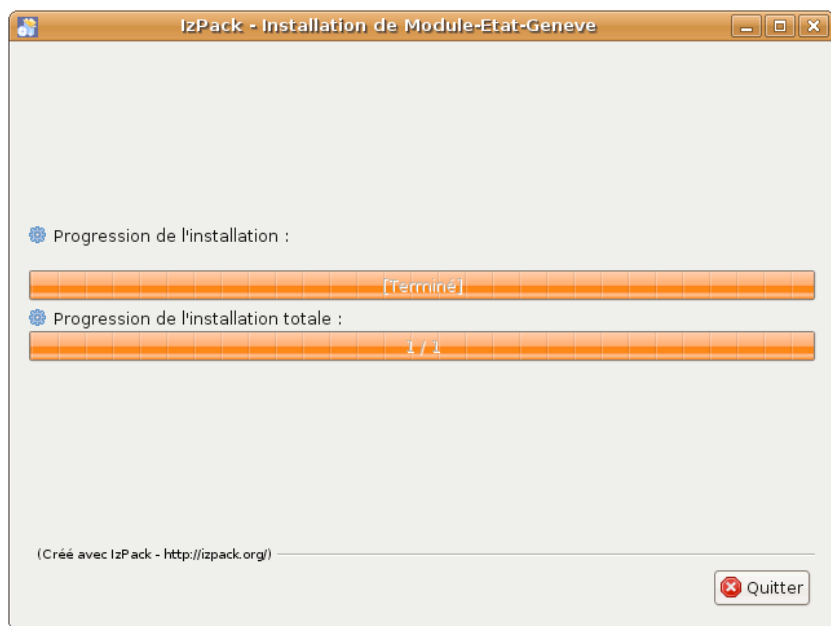 IzPack - Installation de Module-Etat-Geneve
Progression de l'installation :
[Terminé]
Progression de l'installation totale :
1 / 1
(Créé avec IzPack - http://izpack.org/)
Quitter